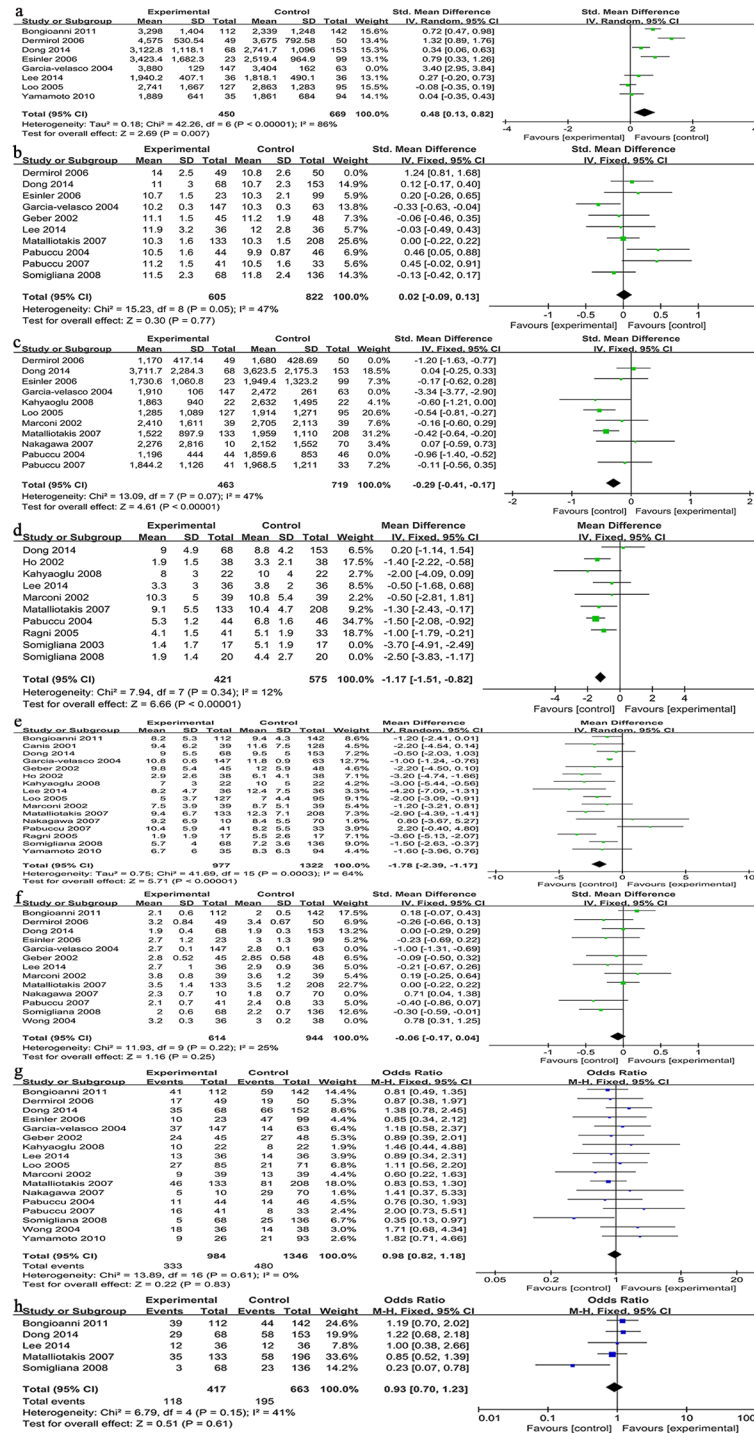 a
Experimental Control Std. Mean Difference Std. Mean Difference
Study or Subgroup Mean SD Total Mean SD Total Weight IV. Random, 95% CI IV. Random, 95% CI
Bongioanni 2011 3,298 1,404 112 2,339 1,248 142 0.72 [0.47, 0.98]
Dermirol 2006 4,575 530.54 49 3,675 792.58 50 1.32 [0.89, 1.76]
Dong 2014 3,122.8 1,118.1 68 2,741.7 1,096 153 0.34 [0.06, 0.63]
Esinler 2006 3,423.4 1,682.3 23 2,519.4 964.9 99 0.79 [0.33, 1.26]
Garcia-velasco 2004 3,880 129 147 3,404 162 63 3.40 [2.95, 3.84]
Lee 2014 1,940.2 407.1 36 1,818.1 490.1 36 0.27 [-0.20, 0.73]
Loo 2005 2,741 1,667 127 2,863 1,283 95 -0.08 [-0.35, 0.19]
Yamamoto 2010 1,889 641 35 1,861 684 94 0.04 [-0.35, 0.43]
Total (95% CI) 450 669 100.0% 0.48 [0.13, 0.82]
Heterogeneity: Tau² = 0.18; Chi² = 42.26, df = 6 (P < 0.00001); I² = 86%
Test for overall effect: Z = 2.69 (P = 0.007)
-4 -2 0 2 4
Favours [control] Favours [experimental]
b
Experimental Control Std. Mean Difference Std. Mean Difference
Study or Subgroup Mean SD Total Mean SD Total Weight IV. Fixed, 95% CI IV. Fixed, 95% CI
Dermirol 2006 14 2.5 49 10.8 2.6 50 0.0% 1.24 [0.81, 1.68]
Dong 2014 11 3 68 10.7 2.1 153 14.9% 0.12 [-0.17, 0.40]
Esinler 2006 10.7 1.5 23 10.3 2.1 99 5.9% 0.20 [-0.26, 0.65]
Garcia-velasco 2004 10.2 0.3 147 10.3 0.3 63 13.8% -0.33 [-0.63, -0.04]
Geber 2002 11.1 1.5 45 11.2 1.9 48 7.4% -0.06 [-0.46, 0.35]
Lee 2014 11.9 3.2 36 12 2.8 36 5.7% -0.03 [-0.49, 0.43]
Matalliotakis 2007 10.3 1.6 133 10.3 1.5 208 25.6% 0.00 [-0.22, 0.22]
Pabuccu 2004 10.5 1.6 44 9.9 0.87 46 7.0% 0.46 [0.05, 0.88]
Pabuccu 2007 11.2 1.5 41 10.5 1.6 33 5.7% 0.45 [-0.02, 0.91]
Somigliana 2008 11.5 2.3 68 11.8 2.4 136 14.3% -0.13 [-0.42, 0.17]
Total (95% CI) 605 822 100.0% 0.02 [-0.09, 0.13]
Heterogeneity: Chi² = 15.23, df = 8 (P = 0.05); I² = 47%
Test for overall effect: Z = 0.30 (P = 0.77)
-4 -2 0 2 4
Favours [experimental] Favours [control]
c
Experimental Control Std. Mean Difference Std. Mean Difference
Study or Subgroup Mean SD Total Mean SD Total Weight IV. Fixed, 95% CI IV. Fixed, 95% CI
Dermirol 2006 1,170 417.14 49 1,680 428.69 50 0.0% -1.20 [-1.63, -0.77]
Dong 2014 3,711.7 2,284.3 68 3,623.5 2,175.3 153 0.04 [-0.25, 0.33]
Esinler 2006 1,730.6 1,060.8 23 1,949.4 1,323.2 99 -0.17 [-0.62, 0.28]
Garcia-velasco 2004 1,910 106 147 2,472 261 63 0.0% -3.34 [-3.77, -2.90]
Kahyaoglu 2008 1,863 940 22 2,632 1,495 22 0.0% -0.60 [-1.21, 0.00]
Loo 2005 1,285 1,089 127 1,914 1,271 95 -0.54 [-0.81, -0.27]
Marconi 2002 2,410 1,611 39 2,705 2,113 39 -0.16 [-0.60, 0.29]
Matalliotakis 2007 1,522 897.9 133 1,959 1,110 208 -0.42 [-0.64, -0.20]
Nakagawa 2007 2,276 2,816 10 2,152 1,552 70 0.07 [-0.59, 0.73]
Pabuccu 2004 1,196 444 44 1,859.6 853 46 0.0% -0.96 [-1.40, -0.52]
Pabuccu 2007 1,844.2 1,126 41 1,968.5 1,211 33 -0.11 [-0.56, 0.35]
Total (95% CI) 463 719 100.0% -0.29 [-0.41, -0.17]
Heterogeneity: Chi² = 13.09, df = 7 (P = 0.07); I² = 47%
Test for overall effect: Z = 4.61 (P < 0.00001)
-2 -1 0 1 2
Favours [control] Favours [experimental]
d
Experimental Control Mean Difference Mean Difference
Study or Subgroup Mean SD Total Mean SD Total Weight IV. Fixed, 95% CI IV. Fixed, 95% CI
Dong 2014 9 4.9 68 8.8 4.2 153 6.5% 0.20 [-1.14, 1.54]
Ho 2002 1.9 1.5 38 3.3 2.1 38 17.5% -1.40 [-2.22, -0.58]
Kahyaoglu 2008 8 3 22 10 4 22 2.7% -2.00 [-4.09, 0.09]
Lee 2014 3.3 3 36 3.8 2 36 8.5% -0.50 [-1.68, 0.68]
Marconi 2002 10.3 5 39 10.8 5.4 39 2.2% -0.50 [-2.81, 1.81]
Matalliotakis 2007 9.1 5.5 133 10.4 4.7 208 9.2% -1.30 [-2.43, -0.17]
Pabuccu 2004 5.3 1.2 44 6.8 1.6 46 34.7% -1.50 [-2.08, -0.92]
Ragni 2005 4.1 1.5 41 5.1 1.9 33 18.7% -1.00 [-1.79, -0.21]
Somigliana 2003 1.4 1.7 17 5.1 1.9 17 0.0% -3.70 [-4.91, -2.49]
Somigliana 2008 1.9 1.4 20 4.4 2.7 20 0.0% -2.50 [-3.83, -1.17]
Total (95% CI) 421 575 100.0% -1.17 [-1.51, -0.82]
Heterogeneity: Chi² = 7.94, df = 7 (P = 0.34); I² = 12%
Test for overall effect: Z = 6.66 (P < 0.00001)
-4 -2 0 2 4
Favours [control] Favours [experimental]
e
Experimental Control Mean Difference Mean Difference
Study or Subgroup Mean SD Total Mean SD Total Weight IV. Random, 95% CI IV. Random, 95% CI
Bongioanni 2011 8.2 5.3 112 9.4 4.3 142 8.6% -1.20 [-2.41, 0.01]
Canis 2001 9.4 6.2 39 11.6 7.5 128 -2.20 [-4.54, 0.14]
Dong 2014 9 5.5 68 9.5 5 153 -0.50 [-2.03, 1.03]
Garcia-velasco 2004 10.8 0.6 147 11.8 0.9 63 -1.00 [-1.24, -0.76]
Geber 2002 9.8 5.4 45 12 5.9 48 -2.20 [-4.50, 0.10]
Ho 2002 2.9 2.6 38 6.1 4.1 38 -3.20 [-4.74, -1.66]
Kahyaoglu 2008 7 3 22 10 5 22 -3.00 [-5.44, -0.56]
Lee 2014 8.2 4.7 36 12.4 7.5 36 -4.20 [-7.09, -1.31]
Loo 2005 5 3.7 127 7 4.4 95 -2.00 [-3.09, -0.91]
Marconi 2002 7.5 3.9 39 8.7 5.1 39 -1.20 [-3.21, 0.81]
Matalliotakis 2007 9.4 6.7 133 12.3 7.1 208 -2.90 [-4.39, -1.41]
Nakagawa 2007 9.2 6.9 10 8.4 5.5 70 0.80 [-3.67, 5.27]
Pabuccu 2007 10.4 5.9 41 8.2 5.5 33 2.20 [-0.40, 4.80]
Ragni 2005 1.9 1.9 17 5.5 2.6 17 -3.60 [-5.13, -2.07]
Somigliana 2008 5.7 4 68 7.2 3.6 136 -1.50 [-2.63, -0.37]
Yamamoto 2010 6.7 6 35 8.3 6.3 94 -1.60 [-3.96, 0.76]
Total (95% CI) 977 1322 100.0% -1.78 [-2.39, -1.17]
Heterogeneity: Tau² = 0.75; Chi² = 41.69, df = 15 (P = 0.0003); I² = 64%
Test for overall effect: Z = 5.71 (P < 0.00001)
-10 -5 0 5 10
Favours [control] Favours [experimental]
f
Experimental Control Std. Mean Difference Std. Mean Difference
Study or Subgroup Mean SD Total Mean SD Total Weight IV. Fixed, 95% CI IV. Fixed, 95% CI
Bongioanni 2011 2.1 0.6 112 2 0.5 142 17.5% 0.18 [-0.07, 0.43]
Dermirol 2006 3.2 0.84 49 3.4 0.67 50 -0.26 [-0.66, 0.13]
Dong 2014 1.9 0.4 68 1.9 0.3 153 0.00 [-0.29, 0.29]
Esinler 2006 2.7 1.2 23 3 1.3 99 -0.23 [-0.69, 0.22]
Garcia-velasco 2004 2.7 0.1 147 2.8 0.1 63 0.0% -1.00 [-1.31, -0.69]
Geber 2002 2.8 0.52 45 2.85 0.58 48 -0.09 [-0.50, 0.32]
Lee 2014 2.7 1 36 2.9 0.9 36 -0.21 [-0.67, 0.26]
Marconi 2002 3.8 0.8 39 3.6 1.2 39 0.19 [-0.25, 0.64]
Matalliotakis 2007 3.5 1.4 133 3.5 1.2 208 22.7% 0.00 [-0.22, 0.22]
Nakagawa 2007 2.3 0.7 10 1.8 0.7 70 0.0% 0.71 [0.04, 1.38]
Pabuccu 2007 2.1 0.7 41 2.4 0.8 33 -0.40 [-0.86, 0.07]
Somigliana 2008 2 0.6 68 2.2 0.7 136 -0.30 [-0.59, -0.01]
Wong 2004 3.2 0.3 36 3 0.2 38 0.0% 0.78 [0.31, 1.25]
Total (95% CI) 614 944 100.0% -0.06 [-0.17, 0.04]
Heterogeneity: Chi² = 11.93, df = 9 (P = 0.22); I² = 25%
Test for overall effect: Z = 1.16 (P = 0.25)
-1 -0.5 0 0.5 1
Favours [control] Favours [experimental]
g
Experimental Control Odds Ratio Odds Ratio
Study or Subgroup Events Total Events Total Weight M-H. Fixed, 95% CI M-H. Fixed, 95% CI
Bongioanni 2011 41 112 59 142 14.4% 0.81 [0.49, 1.35]
Dermirol 2006 17 49 19 50 5.3% 0.87 [0.38, 1.97]
Dong 2014 35 68 66 152 1.38 [0.78, 2.45]
Esinler 2006 10 23 47 99 0.85 [0.34, 2.12]
Garcia-velasco 2004 37 147 14 63 1.18 [0.58, 2.37]
Geber 2002 24 45 27 48 0.89 [0.39, 2.01]
Kahyaoglu 2008 10 22 8 22 1.46 [0.44, 4.88]
Lee 2014 13 36 14 36 0.89 [0.34, 2.31]
Loo 2005 27 85 21 71 1.11 [0.56, 2.20]
Marconi 2002 9 39 13 39 0.60 [0.22, 1.63]
Matalliotakis 2007 46 133 81 208 0.83 [0.53, 1.30]
Nakagawa 2007 5 10 29 70 1.41 [0.37, 5.33]
Pabuccu 2004 11 44 14 46 0.76 [0.30, 1.93]
Pabuccu 2007 16 41 8 33 2.00 [0.73, 5.51]
Somigliana 2008 5 68 25 136 0.35 [0.13, 0.97]
Wong 2004 18 36 14 38 1.71 [0.68, 4.34]
Yamamoto 2010 9 26 21 93 1.82 [0.71, 4.66]
Total (95% CI) 984 1346 100.0% 0.98 [0.82, 1.18]
Total events 333 480
Heterogeneity: Chi² = 13.89, df = 16 (P = 0.61); I² = 0%
Test for overall effect: Z = 0.22 (P = 0.83)
0.05 0.2 1 5 20
Favours [control] Favours [experimental]
h
Experimental Control Odds Ratio Odds Ratio
Study or Subgroup Events Total Events Total Weight M-H. Fixed, 95% CI M-H. Fixed, 95% CI
Bongioanni 2011 39 112 44 142 24.6% 1.19 [0.70, 2.02]
Dong 2014 29 68 58 153 19.9% 1.22 [0.68, 2.18]
Lee 2014 12 36 12 36 7.8% 1.00 [0.38, 2.66]
Matalliotakis 2007 35 133 58 196 33.6% 0.85 [0.52, 1.39]
Somigliana 2008 3 68 23 136 14.2% 0.23 [0.07, 0.78]
Total (95% CI) 417 663 100.0% 0.93 [0.70, 1.23]
Total events 118 195
Heterogeneity: Chi² = 6.79, df = 4 (P = 0.15); I² = 41%
Test for overall effect: Z = 0.51 (P = 0.61)
0.01 0.1 1 10 100
Favours [control] Favours [experimental]